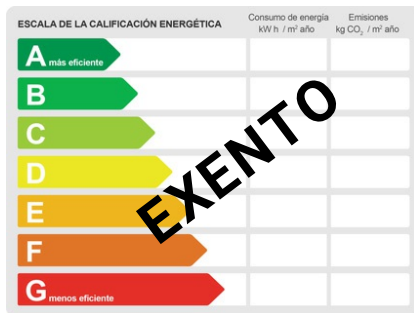 ESCALA DE LA CALIFICACIÓN ENERGÉTICA
Consumo de energía
kW h / m² año
Emisiones
kg CO₂ / m² año
A más eficiente
B
C
D
E
F
G menos eficiente
EXENTO